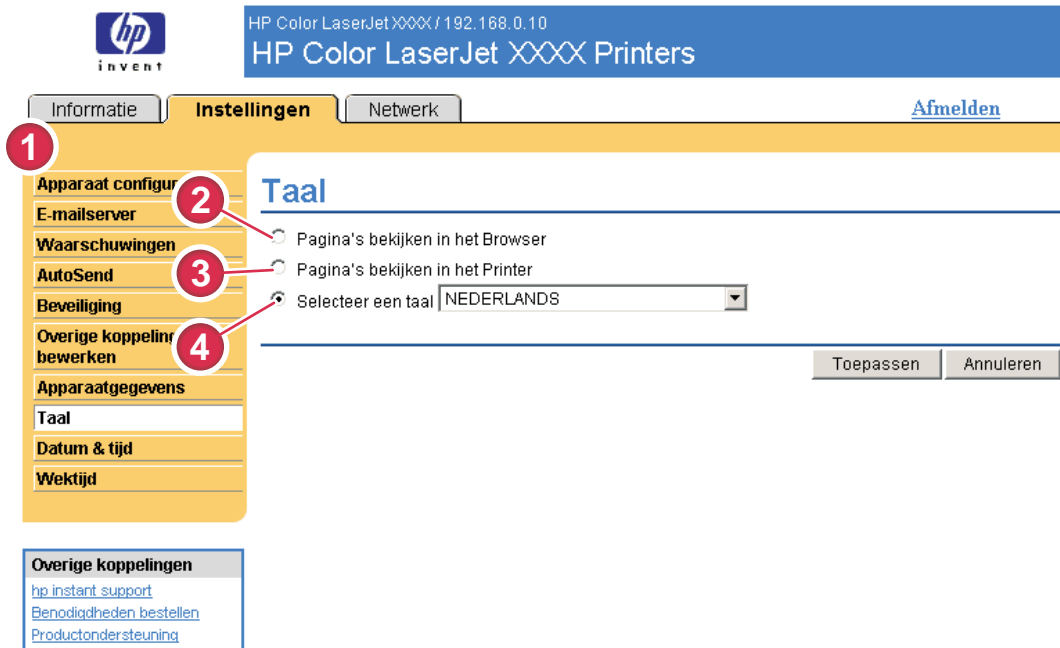 hp
invent
HP Color LaserJet XXXX / 192.168.0.10
HP Color LaserJet XXXX Printers
Informatie
Instellingen
Netwerk
Afmelden
1
Apparaat
E-mailserver
Waarschuwingen
AutoSend
Beveiliging
Overige
bewerken
Apparaatgegevens
Taal
Datum & tijd
Wektijd
Taal
2
Pagina's bekijken in het Browser
3
Pagina's bekijken in het Printer
4
Selecteer een taal NEDERLANDS
Toepassen
Annuleren
Overige koppelingen
hp instant support
Benodigdheden bestellen
Productondersteuning